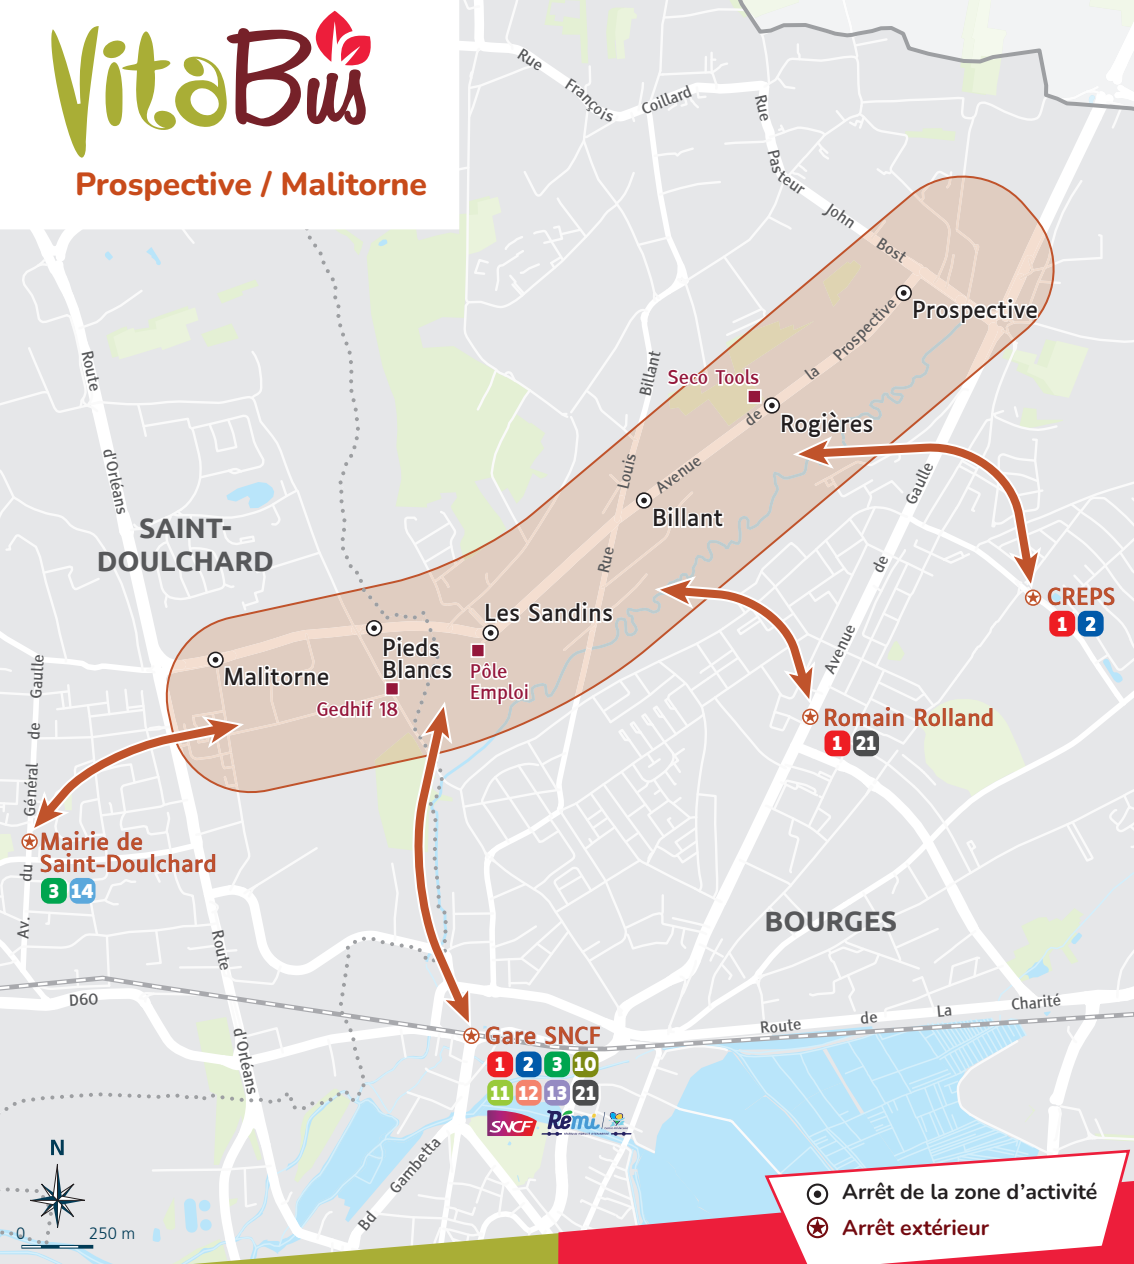 VitaBus
Prospective / Malitorne
Rue François Coillard
Rue Pasteur
John Bost
Prospective
Avenue de la Prospective
Seco Tools
Rogières
Rue Louis Billant
Billant
Route d'Orléans
SAINT-
DOULCHARD
Avenue de Gaulle
CREPS
1 2
Les Sandins
Pieds
Blancs
Malitorne
Pôle
Emploi
Gedhif 18
Romain Rolland
1 21
Av. du Général de Gaulle
Mairie de
Saint-Doulchard
3 14
BOURGES
Route d'Orléans
D60
Route de La Charité
Gare SNCF
1 2 3 10
11 12 13 21
SNCF Rémi
Bd Gambetta
N
0 250 m
Arrêt de la zone d'activité
Arrêt extérieur